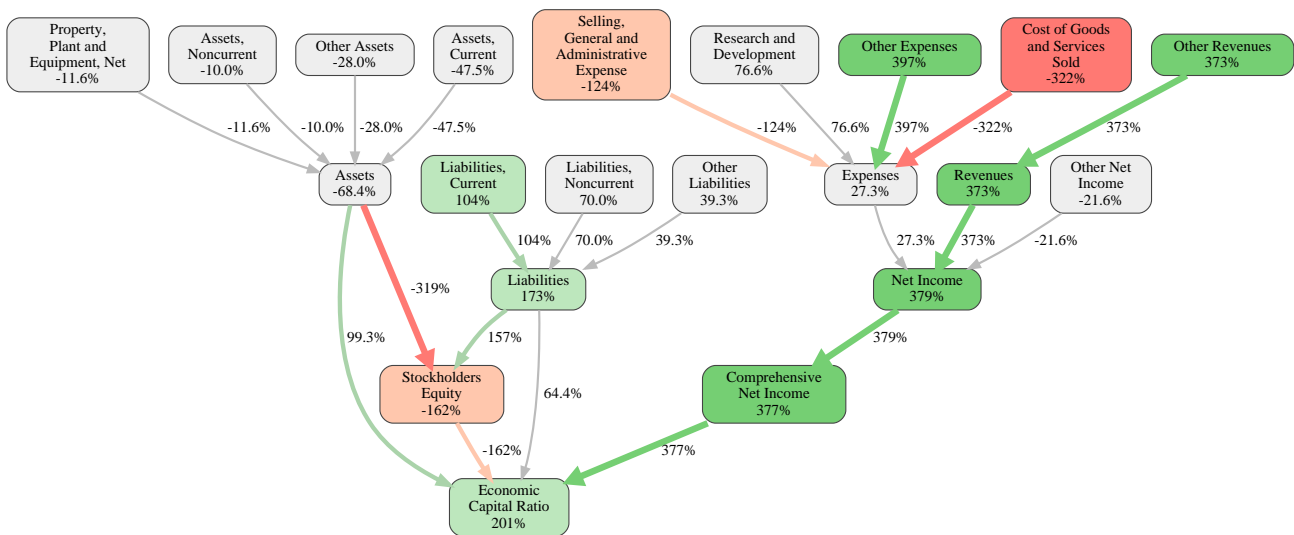 Property,
Plant and
Equipment, Net
-11.6%
Assets,
Noncurrent
-10.0%
Other Assets
-28.0%
Assets,
Current
-47.5%
Selling,
General and
Administrative
Expense
-124%
Research and
Development
76.6%
Other Expenses
397%
Cost of Goods
and Services
Sold
-322%
Other Revenues
373%
-11.6%
-10.0%
-28.0%
-47.5%
-124%
76.6%
397%
-322%
373%
Assets
-68.4%
Liabilities,
Current
104%
Liabilities,
Noncurrent
70.0%
Other
Liabilities
39.3%
Expenses
27.3%
Revenues
373%
Other Net
Income
-21.6%
104%
70.0%
39.3%
27.3%
373%
-21.6%
Liabilities
173%
Net Income
379%
-319%
99.3%
157%
379%
Stockholders
Equity
-162%
64.4%
Comprehensive
Net Income
377%
-162%
377%
Economic
Capital Ratio
201%